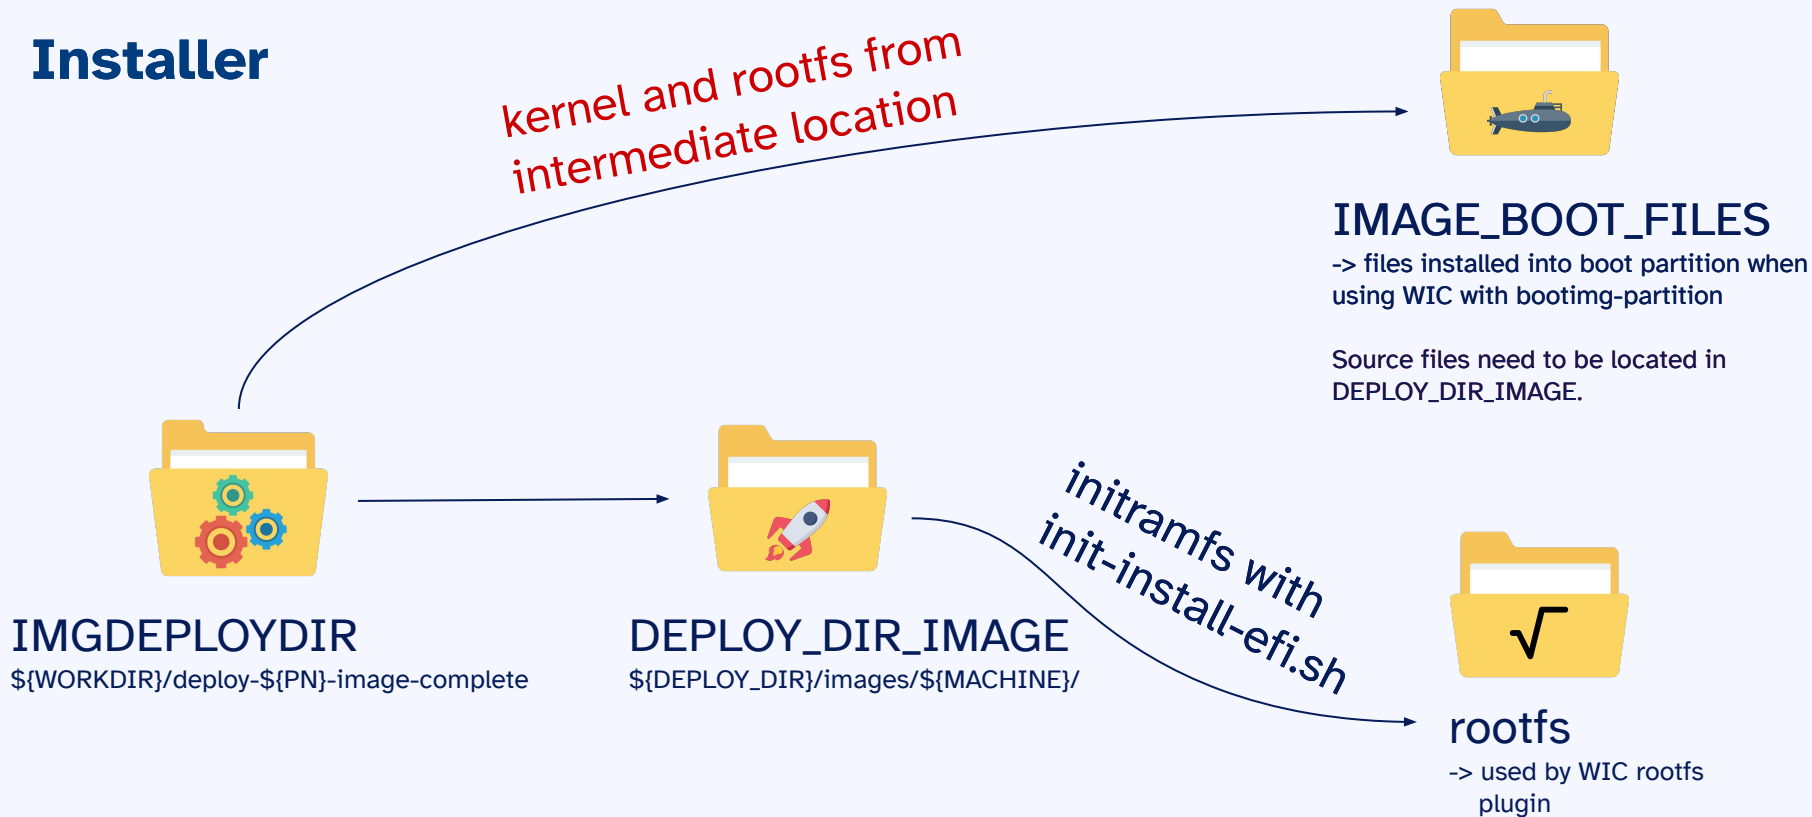 Installer
kernel and rootfs from
intermediate location
IMAGE_BOOT_FILES
-> files installed into boot partition when
using WIC with bootimg-partition
Source files need to be located in
DEPLOY_DIR_IMAGE.
IMGDEPLOYDIR
${WORKDIR}/deploy-${PN}-image-complete
DEPLOY_DIR_IMAGE
${DEPLOY_DIR}/images/${MACHINE}/
initramfs with
init-install-efi.sh
√
rootfs
-> used by WIC rootfs
plugin